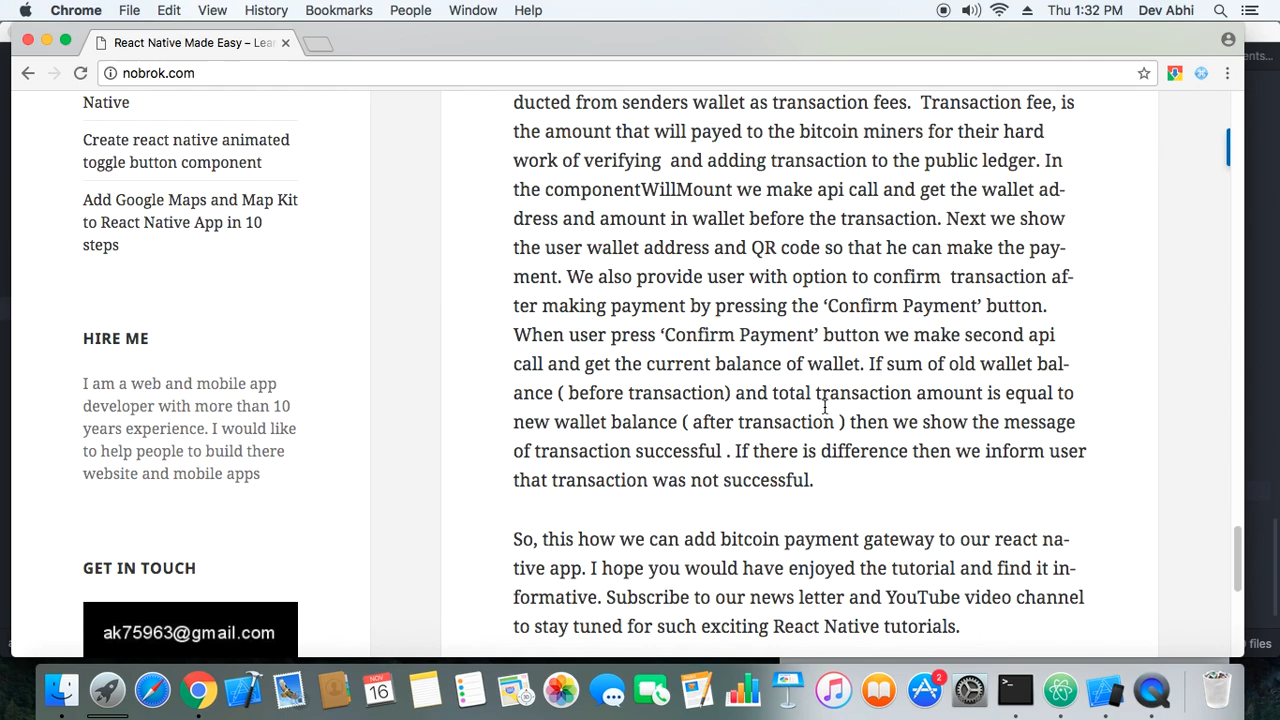 Chrome File Edit View History Bookmarks People Window Help Thu 1:32 PM Dev Abhi
React Native Made Easy – Lea
nobrok.com
Native
Create react native animated
toggle button component
Add Google Maps and Map Kit
to React Native App in 10
steps
HIRE ME
I am a web and mobile app
developer with more than 10
years experience. I would like
to help people to build there
website and mobile apps
GET IN TOUCH
ak75963@gmail.com
ducted from senders wallet as transaction fees. Transaction fee, is
the amount that will payed to the bitcoin miners for their hard
work of verifying and adding transaction to the public ledger. In
the componentWillMount we make api call and get the wallet ad-
dress and amount in wallet before the transaction. Next we show
the user wallet address and QR code so that he can make the pay-
ment. We also provide user with option to confirm transaction af-
ter making payment by pressing the ‘Confirm Payment’ button.
When user press ‘Confirm Payment’ button we make second api
call and get the current balance of wallet. If sum of old wallet bal-
ance ( before transaction) and total transaction amount is equal to
new wallet balance ( after transaction ) then we show the message
of transaction successful . If there is difference then we inform user
that transaction was not successful.
So, this how we can add bitcoin payment gateway to our react na-
tive app. I hope you would have enjoyed the tutorial and find it in-
formative. Subscribe to our news letter and YouTube video channel
to stay tuned for such exciting React Native tutorials.
ents...
files
NOV
16
2